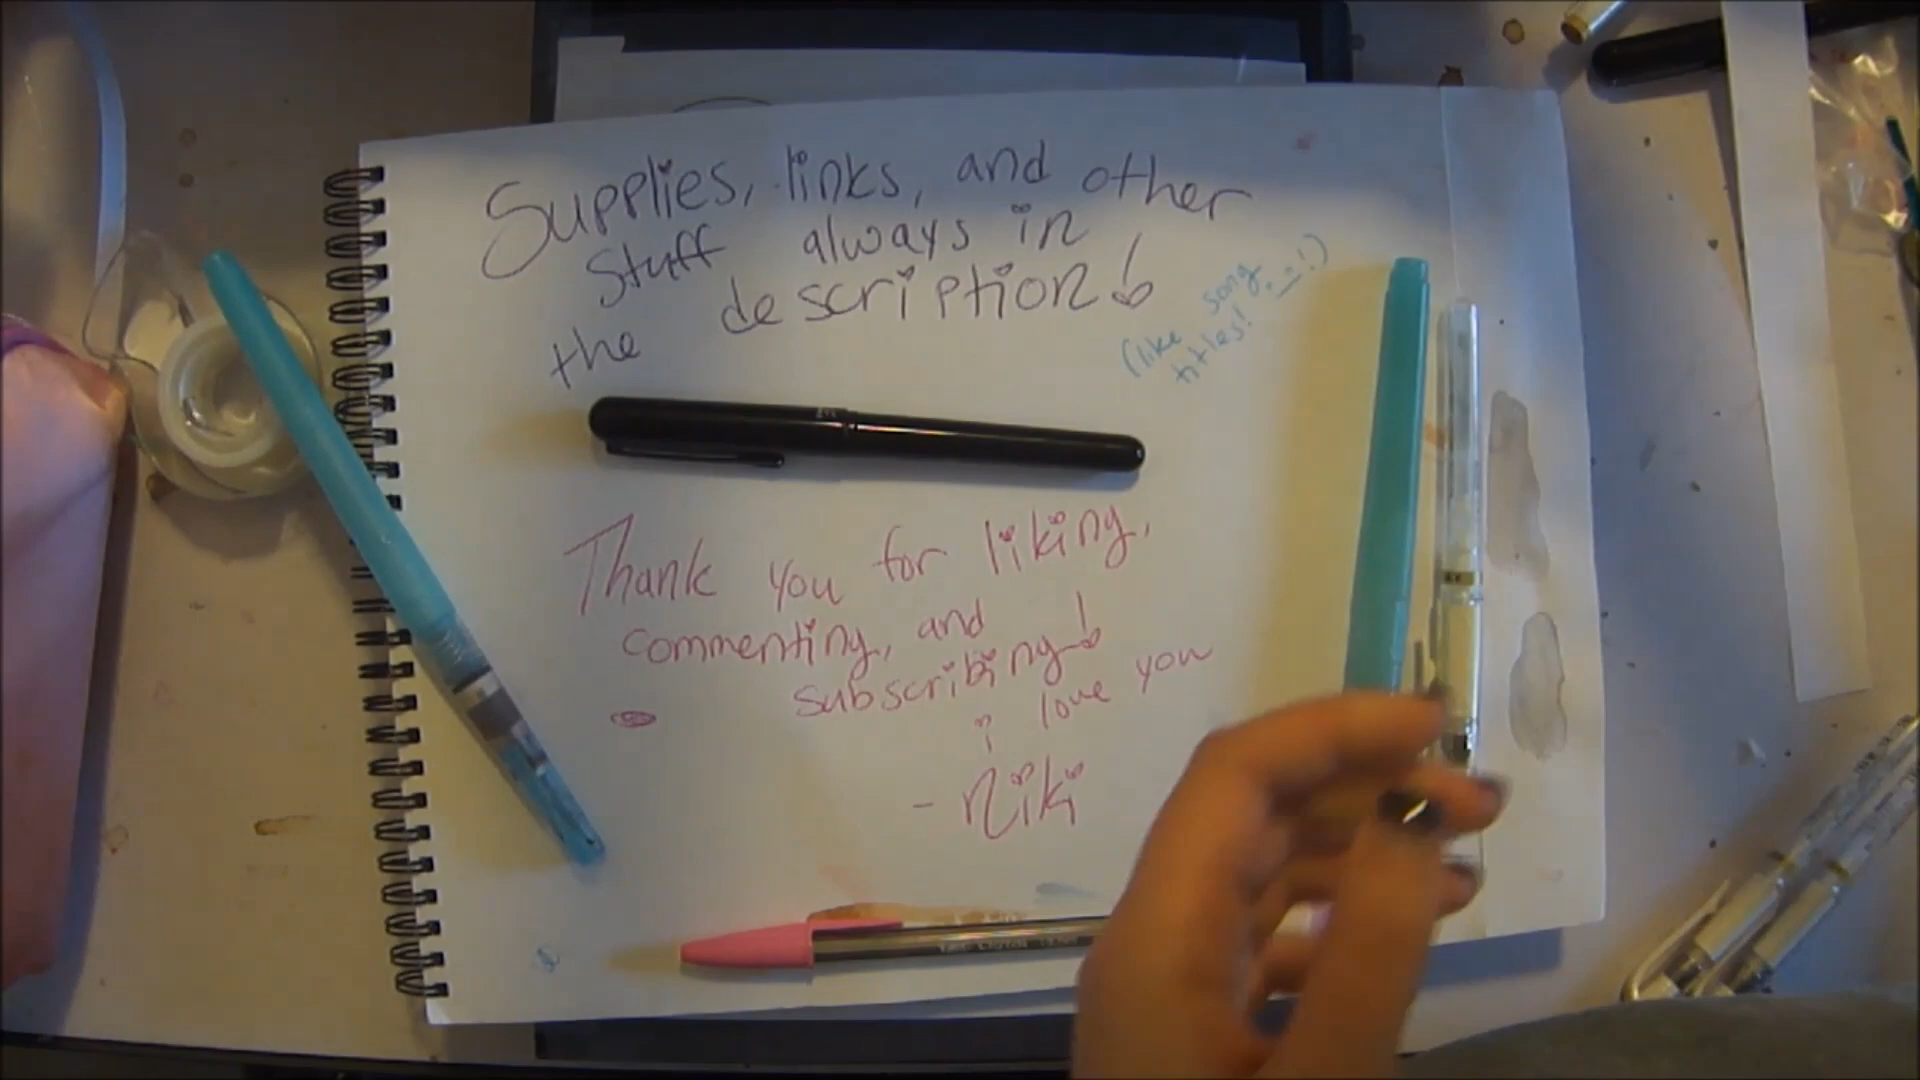 Supplies, links, and other
stuff always in
the description!
(like song
titles! ._.!)
Thank you for liking,
commenting, and
subscribing!
i love you
- niki